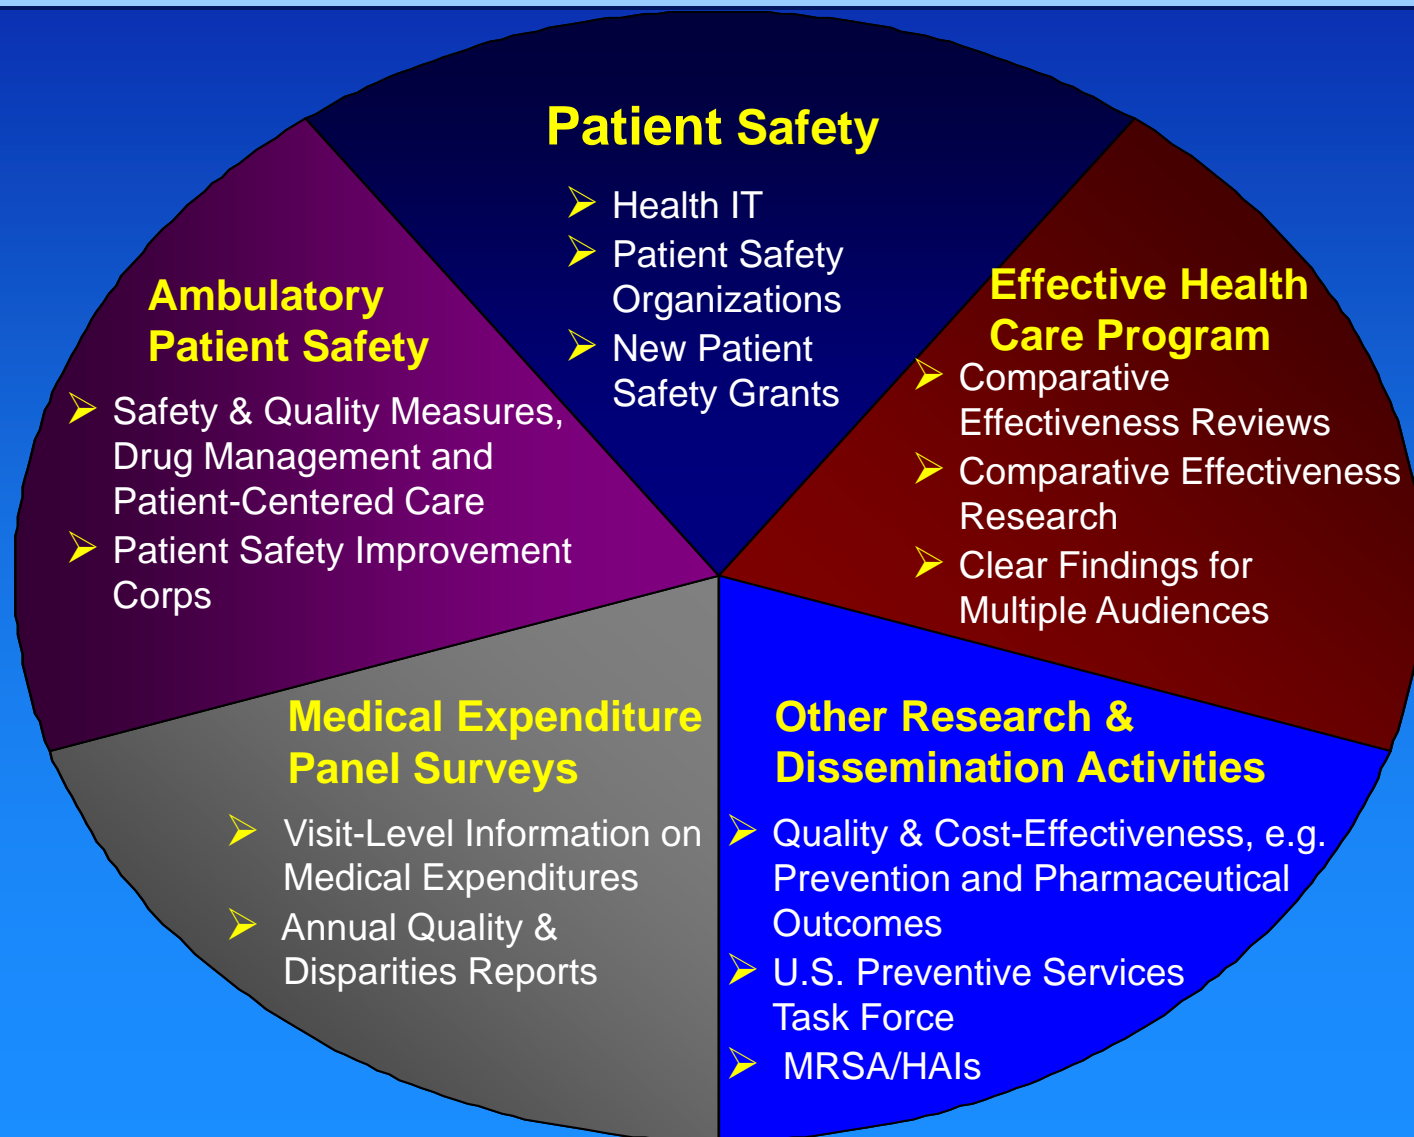 Patient Safety
Health IT
Patient Safety
Organizations
New Patient
Safety Grants
Ambulatory
Patient Safety
Safety & Quality Measures,
Drug Management and
Patient-Centered Care
Patient Safety Improvement
Corps
Effective Health
Care Program
Comparative
Effectiveness Reviews
Comparative Effectiveness
Research
Clear Findings for
Multiple Audiences
Medical Expenditure
Panel Surveys
Visit-Level Information on
Medical Expenditures
Annual Quality &
Disparities Reports
Other Research &
Dissemination Activities
Quality & Cost-Effectiveness, e.g.
Prevention and Pharmaceutical
Outcomes
U.S. Preventive Services
Task Force
MRSA/HAIs